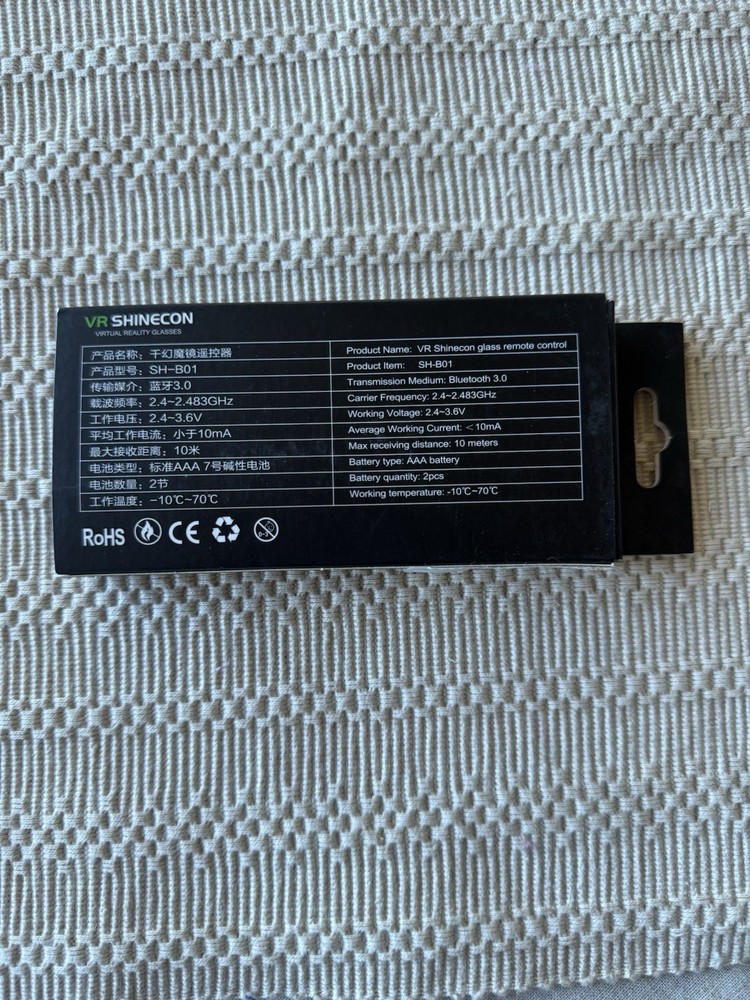 VR SHINECON
VIRTUAL REALITY GLASSES
产品名称：千幻魔镜遥控器
产品型号：SH-B01
传输媒介：蓝牙3.0
载波频率：2.4~2.483GHz
工作电压：2.4~3.6V
平均工作电流：小于10mA
最大接收距离：10米
电池类型：标准AAA 7号碱性电池
电池数量：2节
工作温度：-10℃~70℃
Product Name: VR Shinecon glass remote control
Product Item: SH-B01
Transmission Medium: Bluetooth 3.0
Carrier Frequency: 2.4~2.483GHz
Working Voltage: 2.4~3.6V
Average Working Current: <10mA
Max receiving distance: 10 meters
Battery type: AAA battery
Battery quantity: 2pcs
Working temperature: -10℃~70℃
RoHS CE 0-3